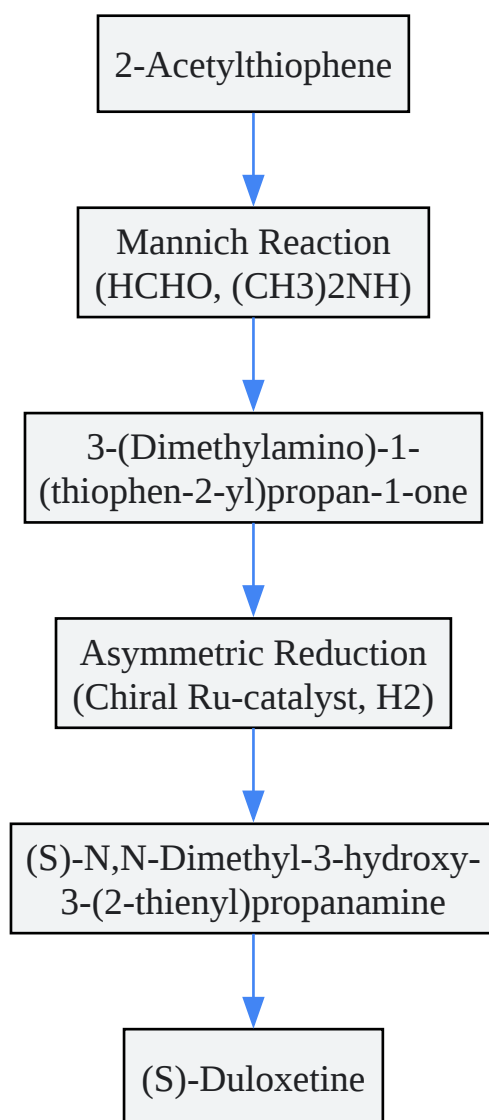 2-Acetylthiophene
Mannich Reaction
(HCHO, (CH3)2NH)
3-(Dimethylamino)-1-
(thiophen-2-yl)propan-1-one
Asymmetric Reduction
(Chiral Ru-catalyst, H2)
(S)-N,N-Dimethyl-3-hydroxy-
3-(2-thienyl)propanamine
(S)-Duloxetine